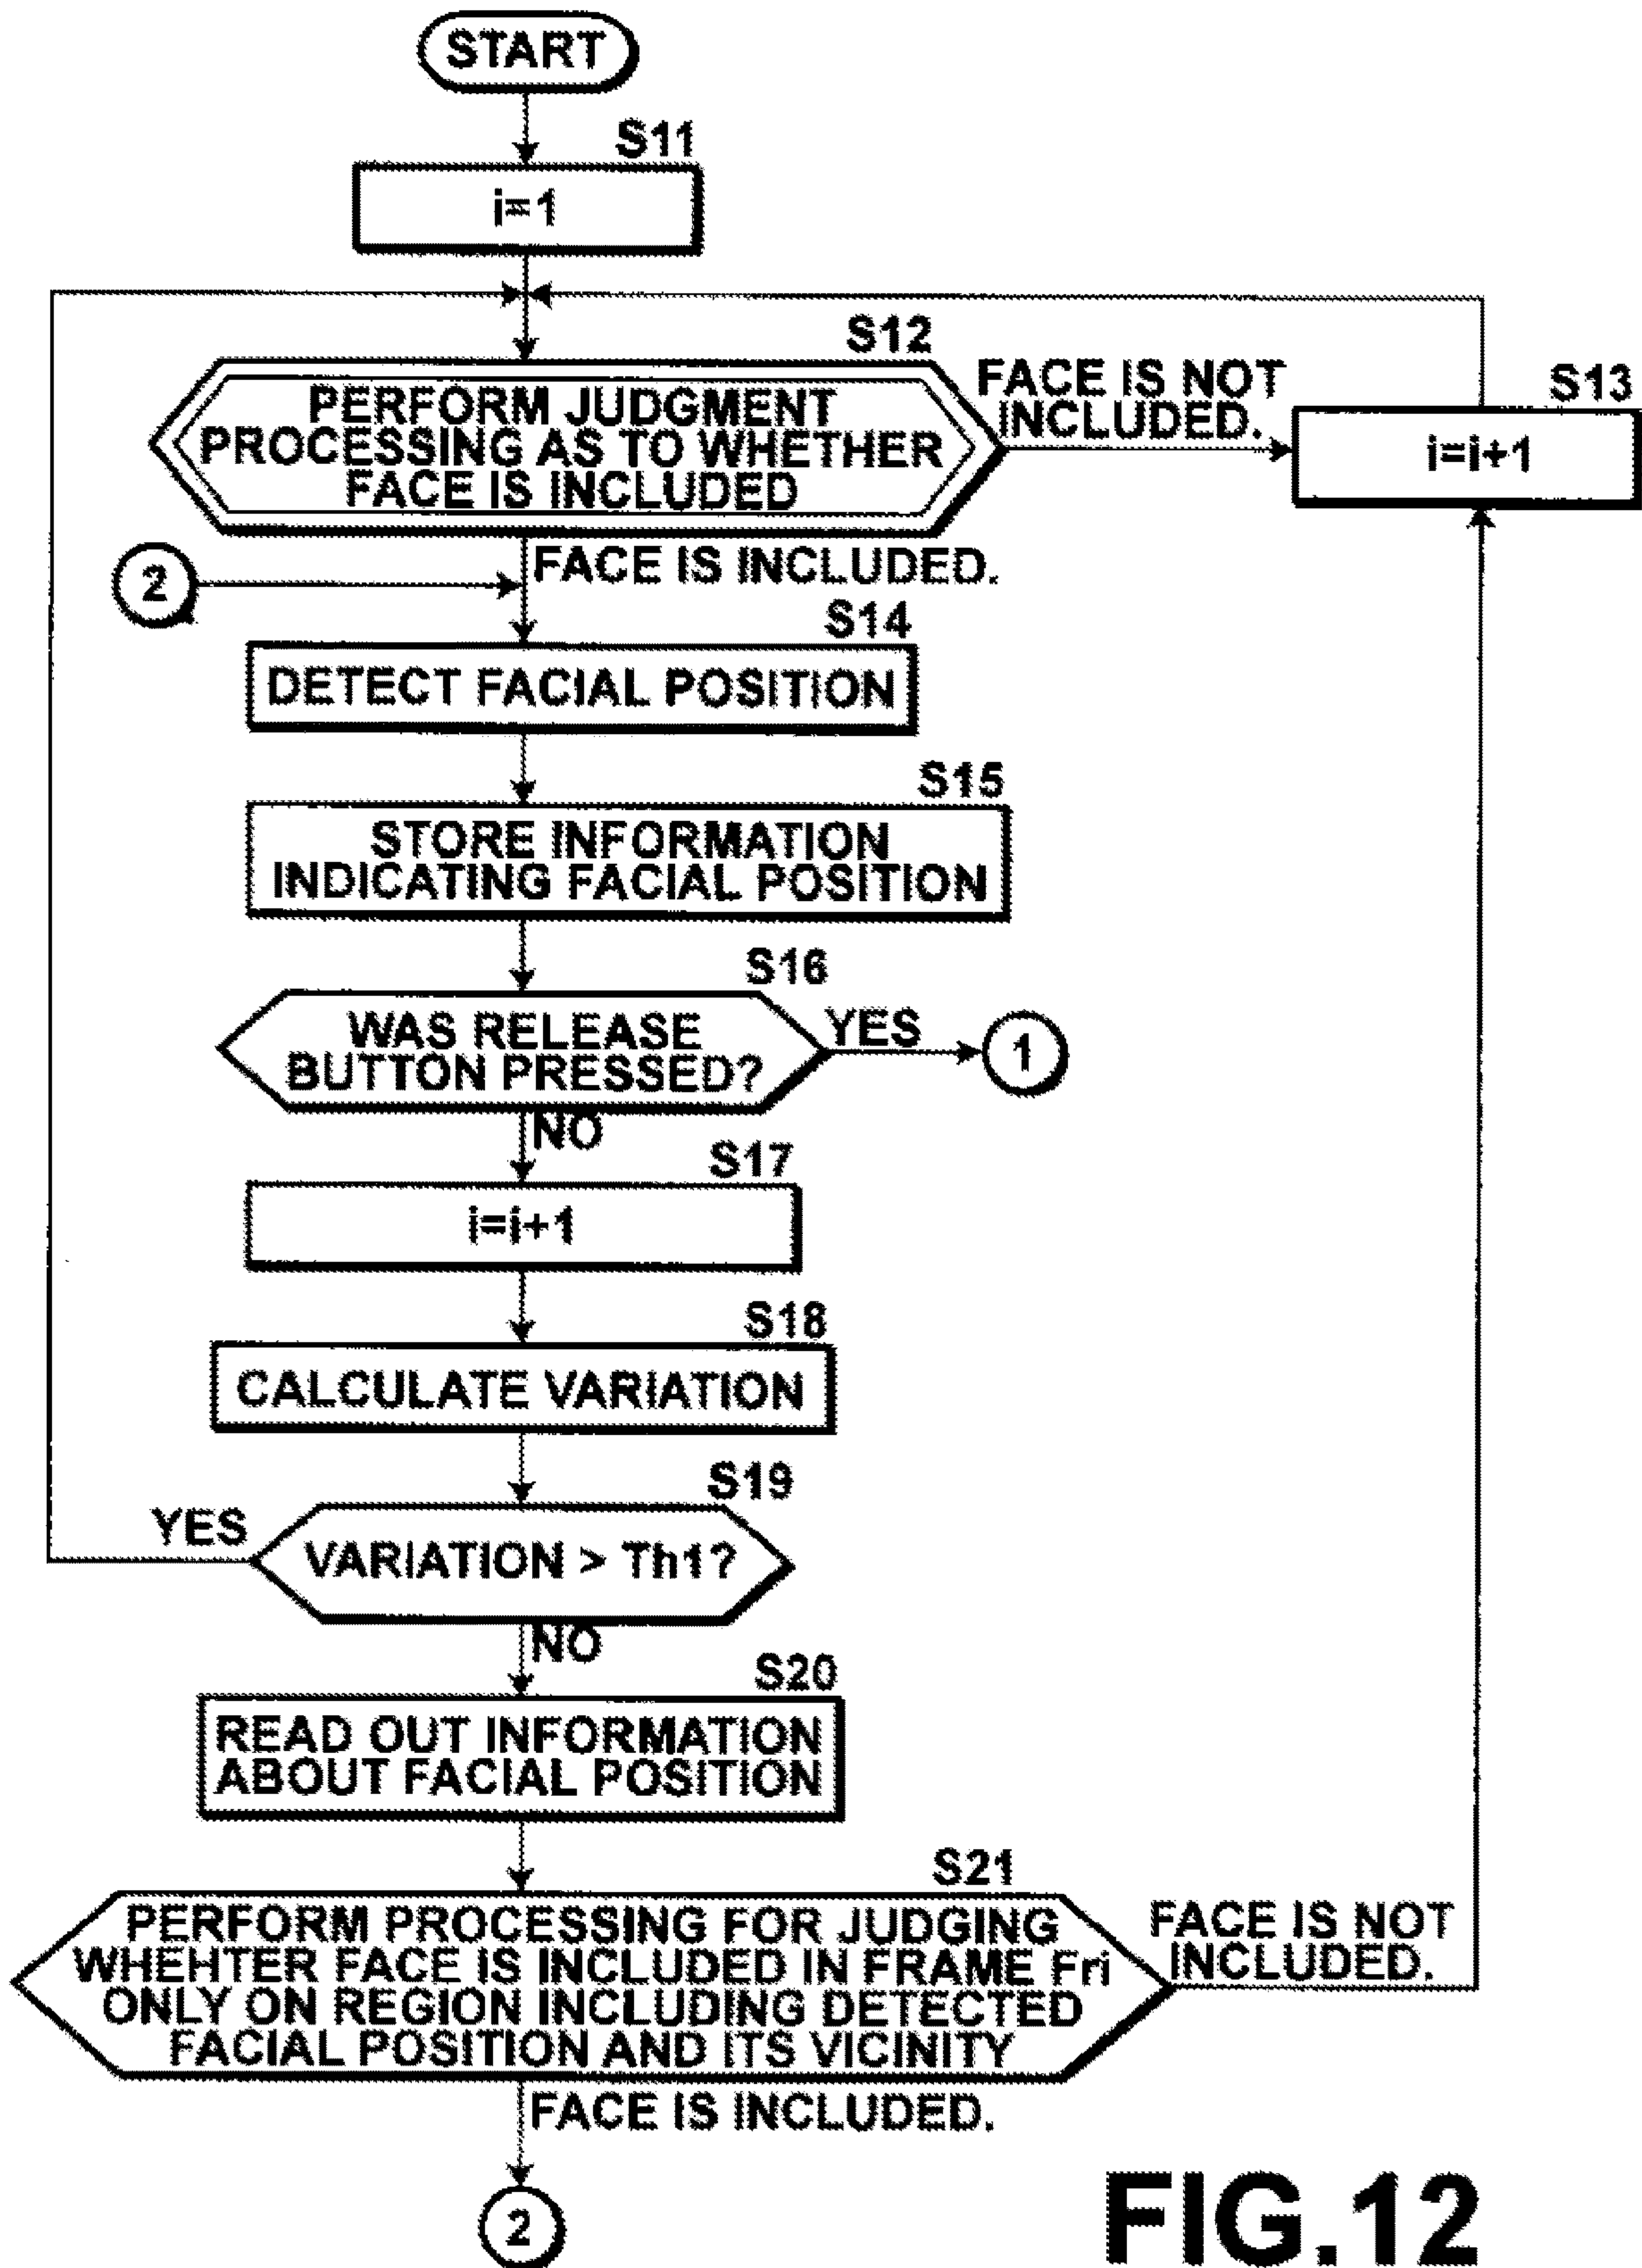 START
S11
i=1
S12
PERFORM JUDGMENT
PROCESSING AS TO WHETHER
FACE IS INCLUDED
FACE IS NOT
INCLUDED.
S13
i=i+1
FACE IS INCLUDED.
2
S14
DETECT FACIAL POSITION
S15
STORE INFORMATION
INDICATING FACIAL POSITION
S16
WAS RELEASE
BUTTON PRESSED?
YES
1
NO
S17
i=i+1
S18
CALCULATE VARIATION
S19
YES
VARIATION > Th1?
NO
S20
READ OUT INFORMATION
ABOUT FACIAL POSITION
S21
PERFORM PROCESSING FOR JUDGING
WHEHTER FACE IS INCLUDED IN FRAME Fri
ONLY ON REGION INCLUDING DETECTED
FACIAL POSITION AND ITS VICINITY
FACE IS NOT
INCLUDED.
FACE IS INCLUDED.
2
FIG.12